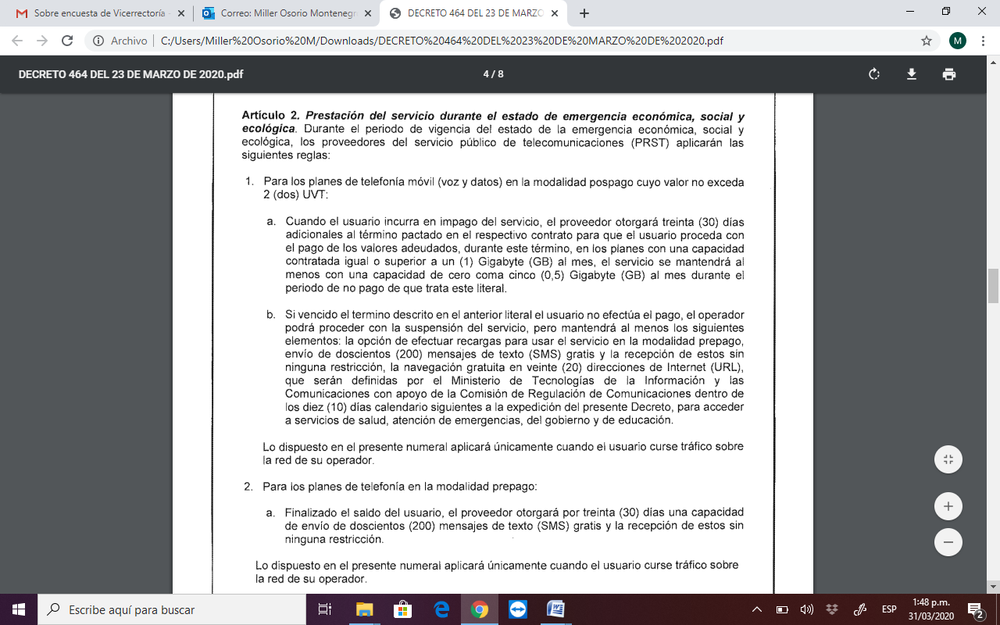 Sobre encuesta de Vicerrectoría
Correo: Miller Osorio Montenegr
DECRETO 464 DEL 23 DE MARZO
Archivo
C:/Users/Miller%20Osorio%20M/Downloads/DECRETO%20464%20DEL%2023%20DE%20MARZO%20DE%202020.pdf
M
DECRETO 464 DEL 23 DE MARZO DE 2020.pdf
4 / 8
Artículo 2. Prestación del servicio durante el estado de emergencia económica, social y
ecológica. Durante el periodo de vigencia del estado de la emergencia económica, social y
ecológica, los proveedores del servicio público de telecomunicaciones (PRST) aplicarán las
siguientes reglas:
1. Para los planes de telefonía móvil (voz y datos) en la modalidad pospago cuyo valor no exceda
2 (dos) UVT:
a. Cuando el usuario incurra en impago del servicio, el proveedor otorgará treinta (30) días
adicionales al término pactado en el respectivo contrato para que el usuario proceda con
el pago de los valores adeudados, durante este término, en los planes con una capacidad
contratada igual o superior a un (1) Gigabyte (GB) al mes, el servicio se mantendrá al
menos con una capacidad de cero coma cinco (0,5) Gigabyte (GB) al mes durante el
periodo de no pago de que trata este literal.
b. Si vencido el termino descrito en el anterior literal el usuario no efectúa el pago, el operador
podrá proceder con la suspensión del servicio, pero mantendrá al menos los siguientes
elementos: la opción de efectuar recargas para usar el servicio en la modalidad prepago,
envío de doscientos (200) mensajes de texto (SMS) gratis y la recepción de estos sin
ninguna restricción, la navegación gratuita en veinte (20) direcciones de Internet (URL),
que serán definidas por el Ministerio de Tecnologías de la Información y las
Comunicaciones con apoyo de la Comisión de Regulación de Comunicaciones dentro de
los diez (10) días calendario siguientes a la expedición del presente Decreto, para acceder
a servicios de salud, atención de emergencias, del gobierno y de educación.
Lo dispuesto en el presente numeral aplicará únicamente cuando el usuario curse tráfico sobre
la red de su operador.
2. Para los planes de telefonía en la modalidad prepago:
a. Finalizado el saldo del usuario, el proveedor otorgará por treinta (30) días una capacidad
de envío de doscientos (200) mensajes de texto (SMS) gratis y la recepción de estos sin
ninguna restricción.
Lo dispuesto en el presente numeral aplicará únicamente cuando el usuario curse tráfico sobre
la red de su operador.
Escribe aquí para buscar
ESP
1:48 p.m.
31/03/2020
2